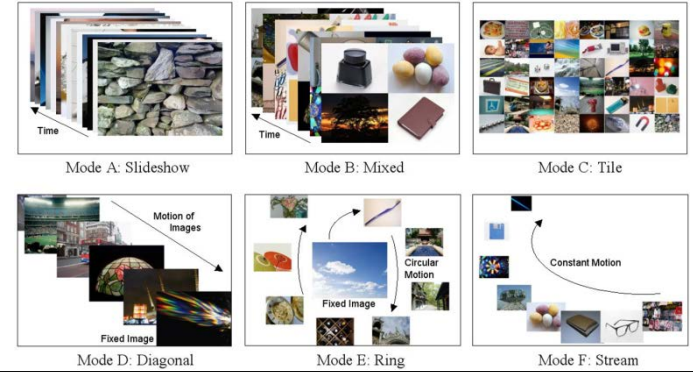 Time
Mode A: Slideshow
Time
Mode B: Mixed
Mode C: Tile
Motion of
Images
Fixed Image
Mode D: Diagonal
Circular
Motion
Fixed Image
Mode E: Ring
Constant Motion
Mode F: Stream